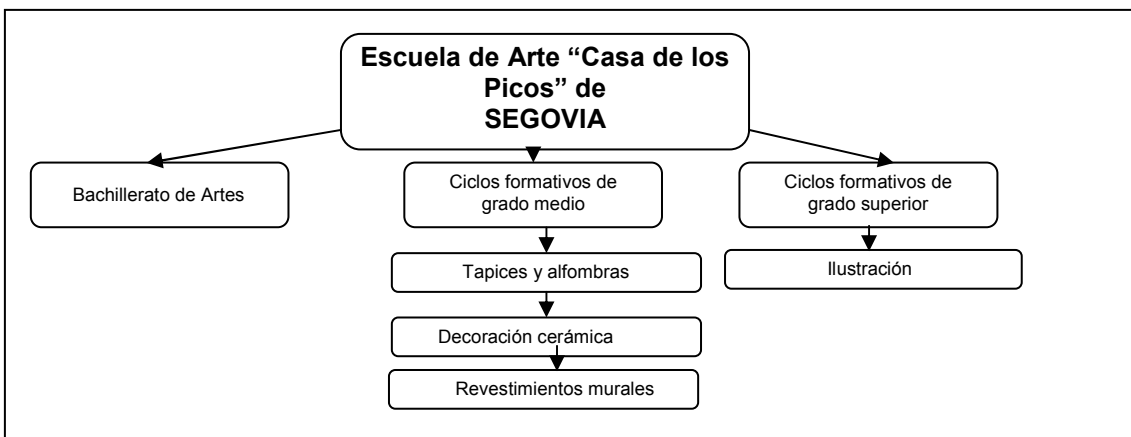 Escuela de Arte “Casa de los
Picos” de
SEGOVIA
Bachillerato de Artes
Ciclos formativos de
grado medio
Ciclos formativos de
grado superior
Tapices y alfombras
Ilustración
Decoración cerámica
Revestimientos murales